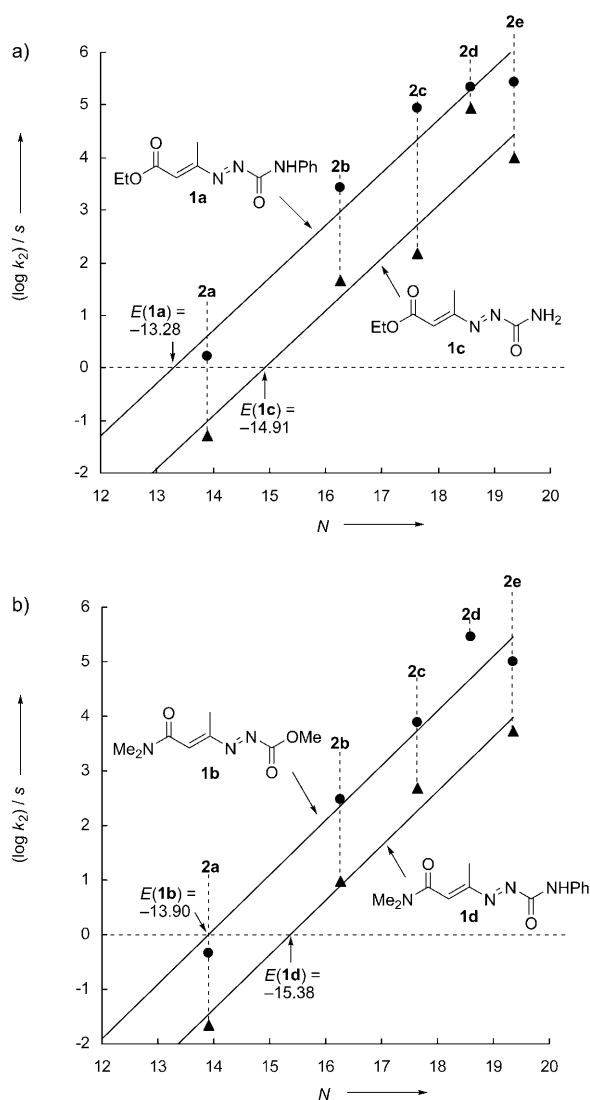 a)
(log k₂) / s
6
5
4
3
2
1
0
-1
-2
12
13
14
15
16
17
18
19
20
N
2a
2b
2c
2d
2e
O
EtO
N
N
NHPh
O
1a
O
EtO
N
N
NH₂
O
1c
E(1a) =
–13.28
E(1c) =
–14.91
b)
(log k₂) / s
6
5
4
3
2
1
0
-1
-2
12
13
14
15
16
17
18
19
20
N
2a
2b
2c
2d
2e
O
Me₂N
N
N
OMe
O
1b
O
Me₂N
N
N
NHPh
O
1d
E(1b) =
–13.90
E(1d) =
–15.38